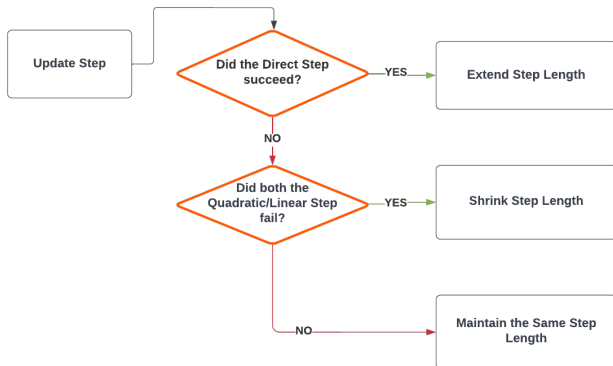 Update Step
Did the Direct Step
succeed?
YES
Extend Step Length
NO
Did both the
Quadratic/Linear Step
fail?
YES
Shrink Step Length
NO
Maintain the Same Step
Length